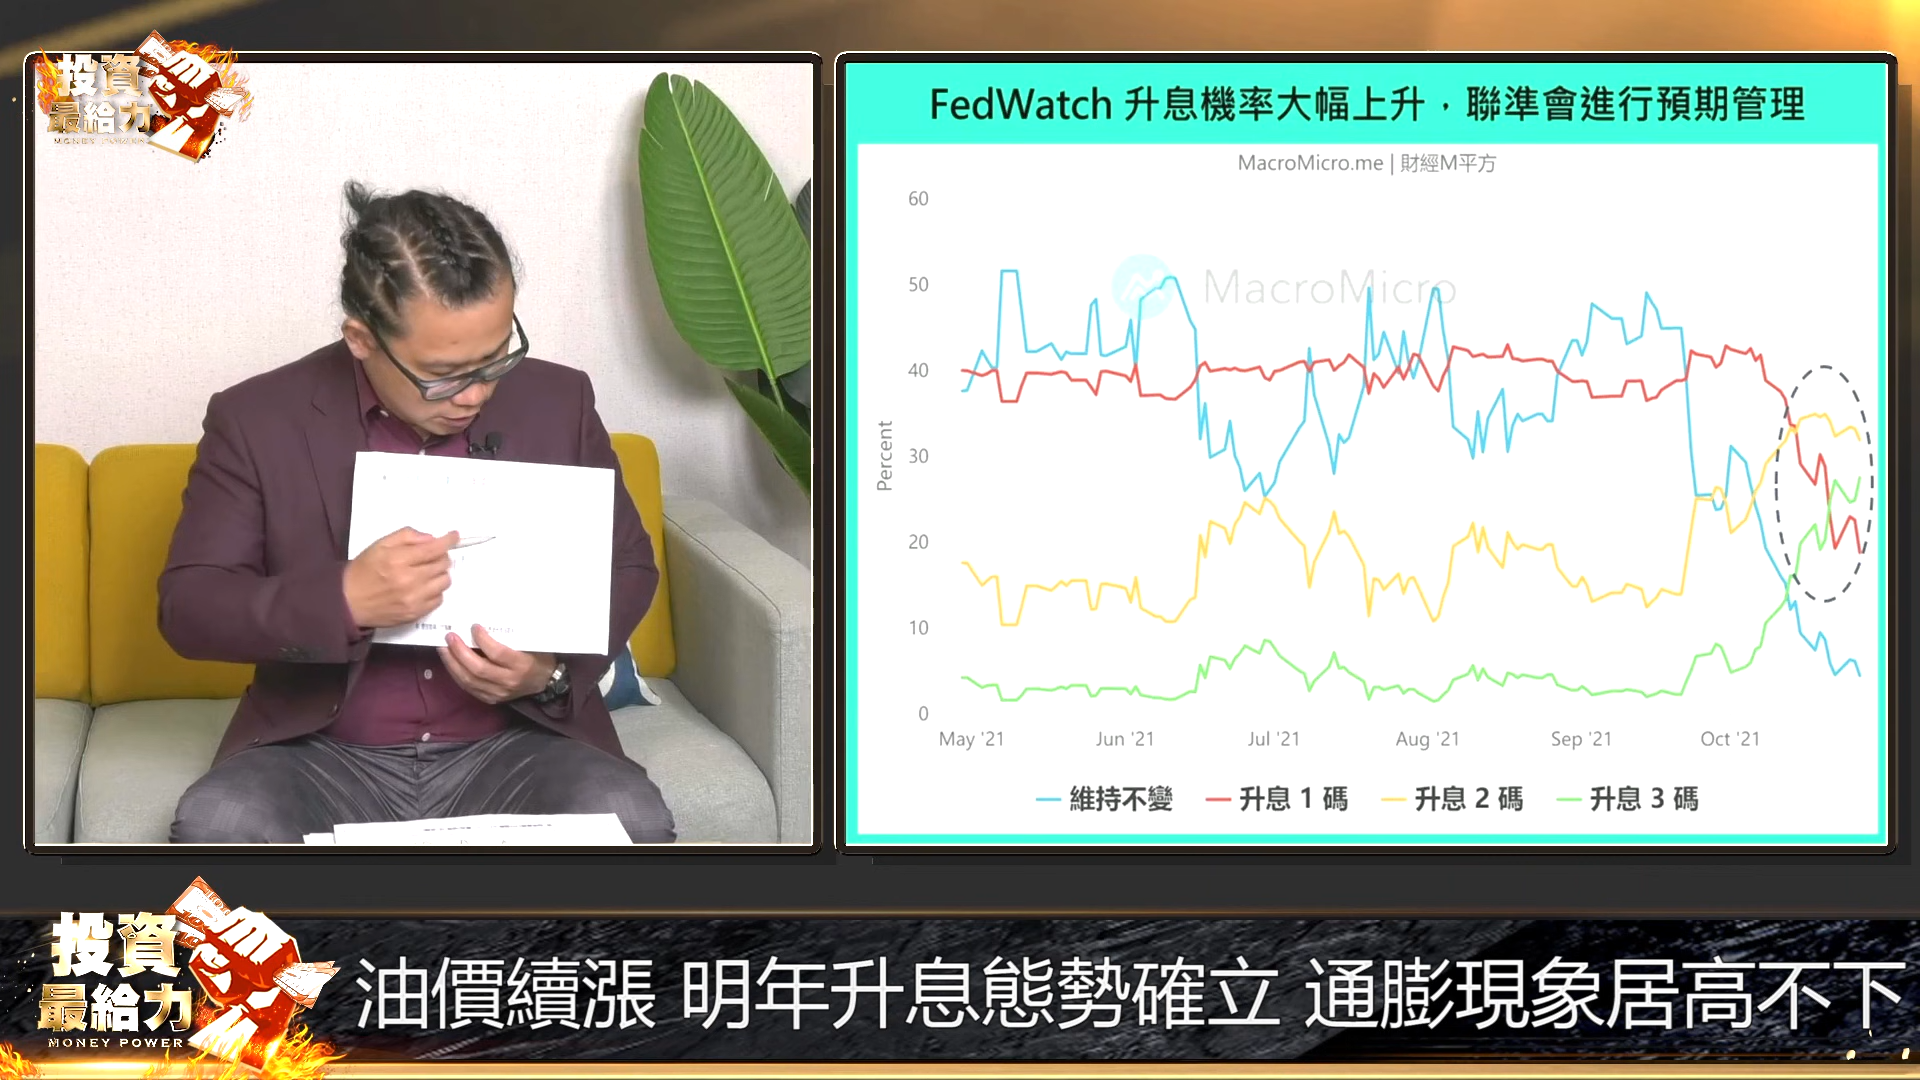 投資
最給力
MONEY POWER
FedWatch 升息機率大幅上升，聯準會進行預期管理
MacroMicro.me | 財經M平方
MacroMicro
60
50
40
30
20
10
0
Percent
May '21
Jun '21
Jul '21
Aug '21
Sep '21
Oct '21
維持不變
升息 1 碼
升息 2 碼
升息 3 碼
投資
最給力
MONEY POWER
油價續漲 明年升息態勢確立 通膨現象居高不下